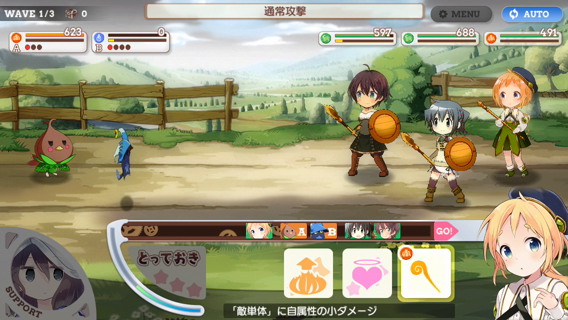 WAVE 1/3 0
通常攻撃
MENU
AUTO
623
A
0
B
597
688
491
A B GO!
とっておき
SUPPORT
「敵単体」に自属性の小ダメージ